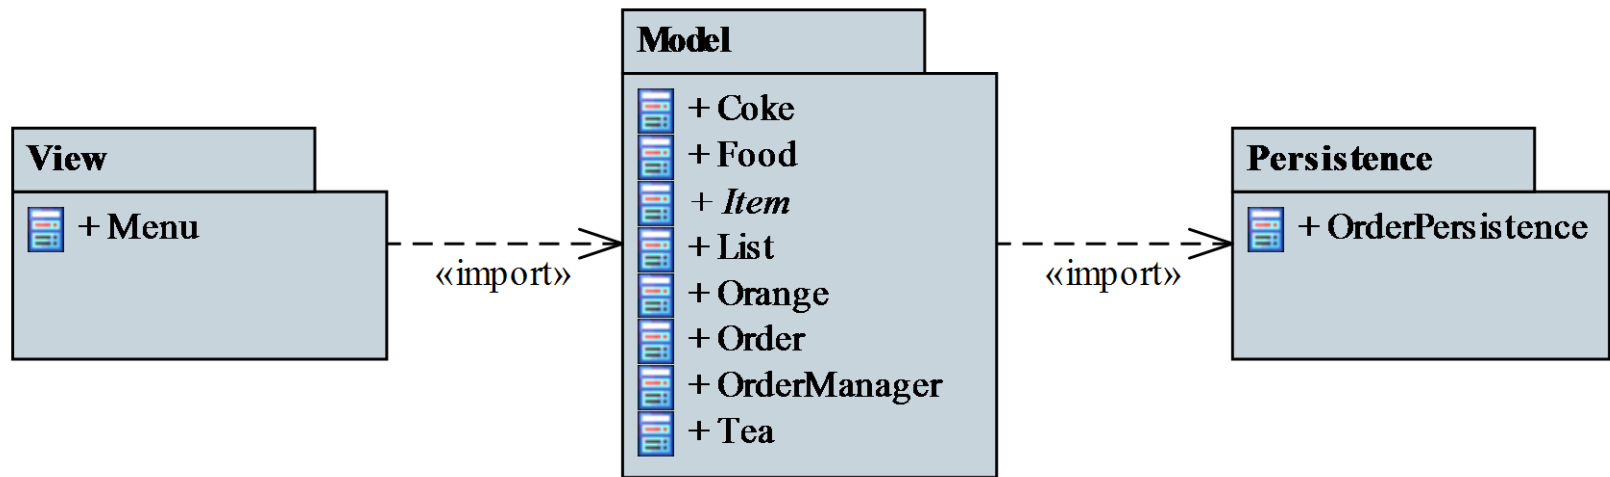 View
+ Menu
«import»
Model
+ Coke
+ Food
+ Item
+ List
+ Orange
+ Order
+ OrderManager
+ Tea
«import»
Persistence
+ OrderPersistence